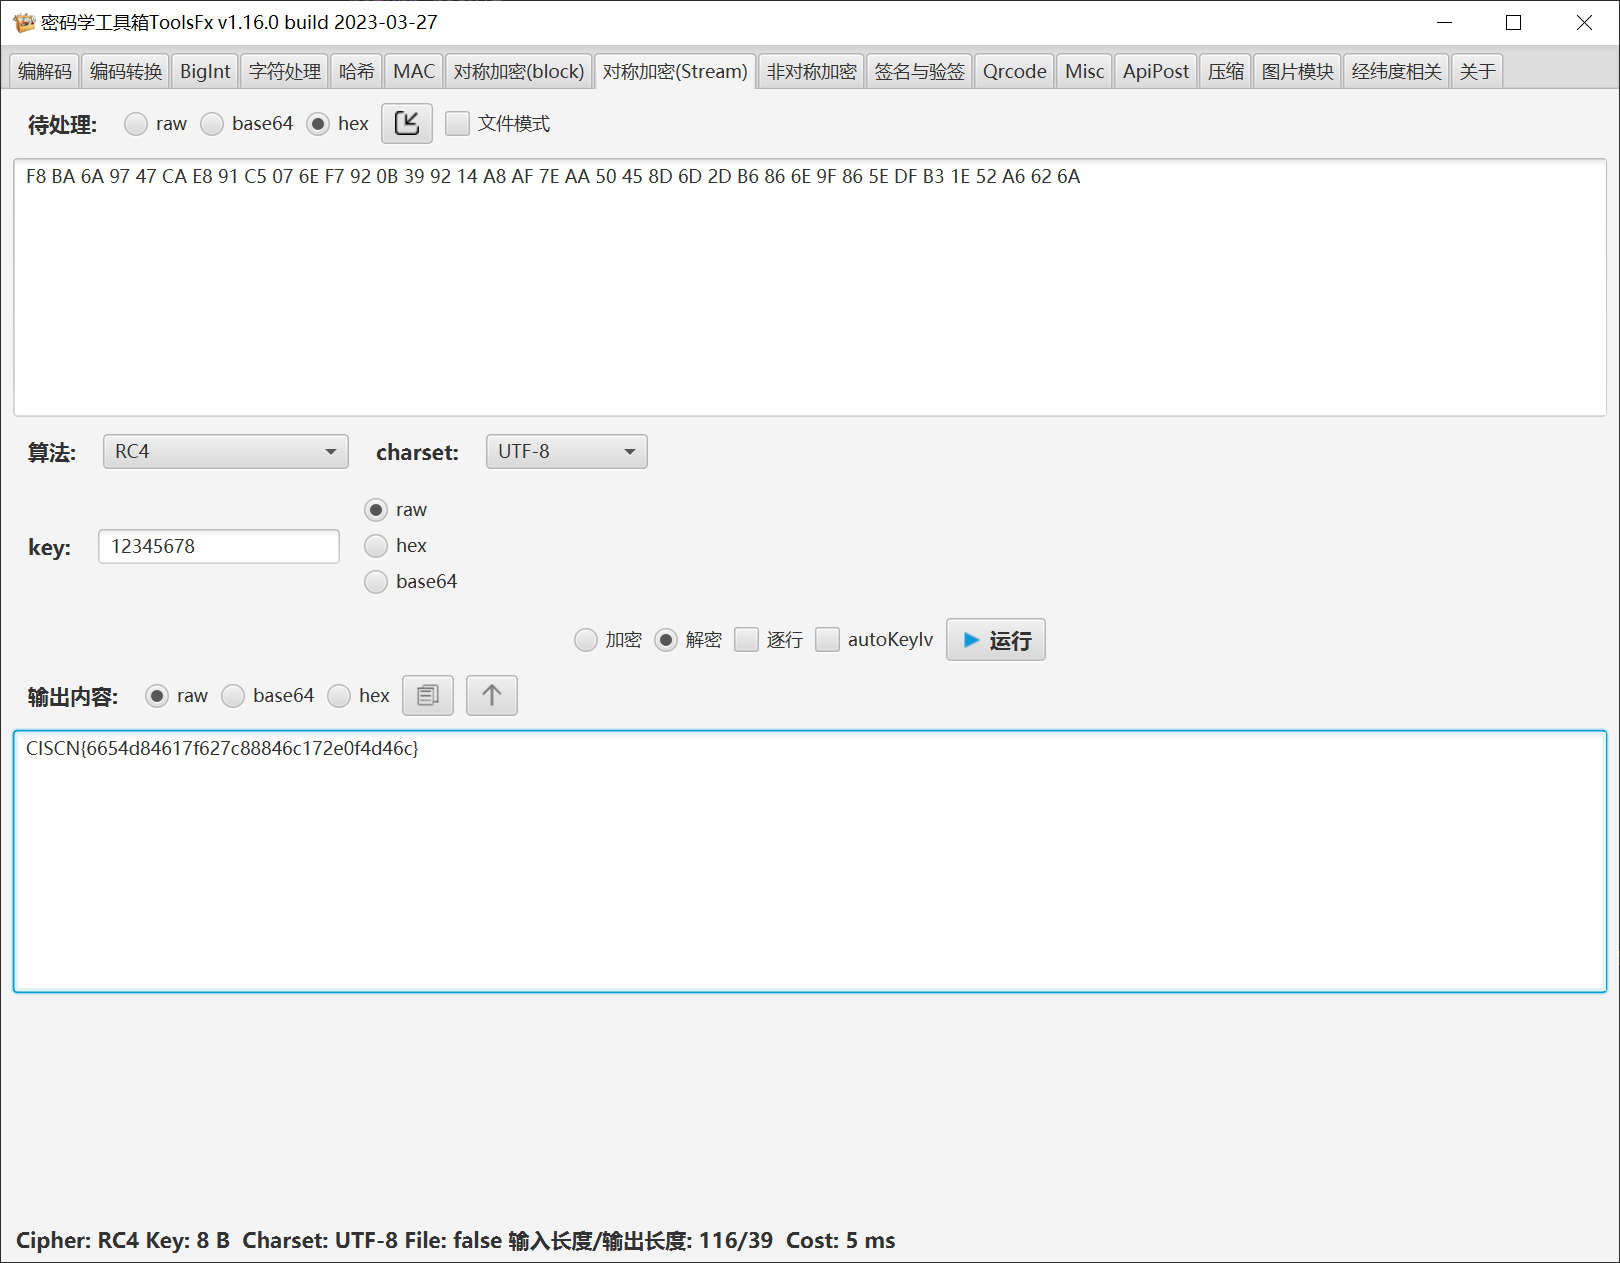 密码学工具箱ToolsFx v1.16.0 build 2023-03-27
编解码 编码转换 BigInt 字符处理 哈希 MAC 对称加密(block) 对称加密(Stream) 非对称加密 签名与验签 Qrcode Misc ApiPost 压缩 图片模块 经纬度相关 关于
待处理: raw base64 hex 文件模式
F8 BA 6A 97 47 CA E8 91 C5 07 6E F7 92 0B 39 92 14 A8 AF 7E AA 50 45 8D 6D 2D B6 86 6E 9F 86 5E DF B3 1E 52 A6 62 6A
算法: RC4 charset: UTF-8
raw
key: 12345678 hex
base64
加密 解密 逐行 autoKeyIv 运行
输出内容: raw base64 hex
CISCN{6654d84617f627c88846c172e0f4d46c}
Cipher: RC4 Key: 8 B Charset: UTF-8 File: false 输入长度/输出长度: 116/39 Cost: 5 ms